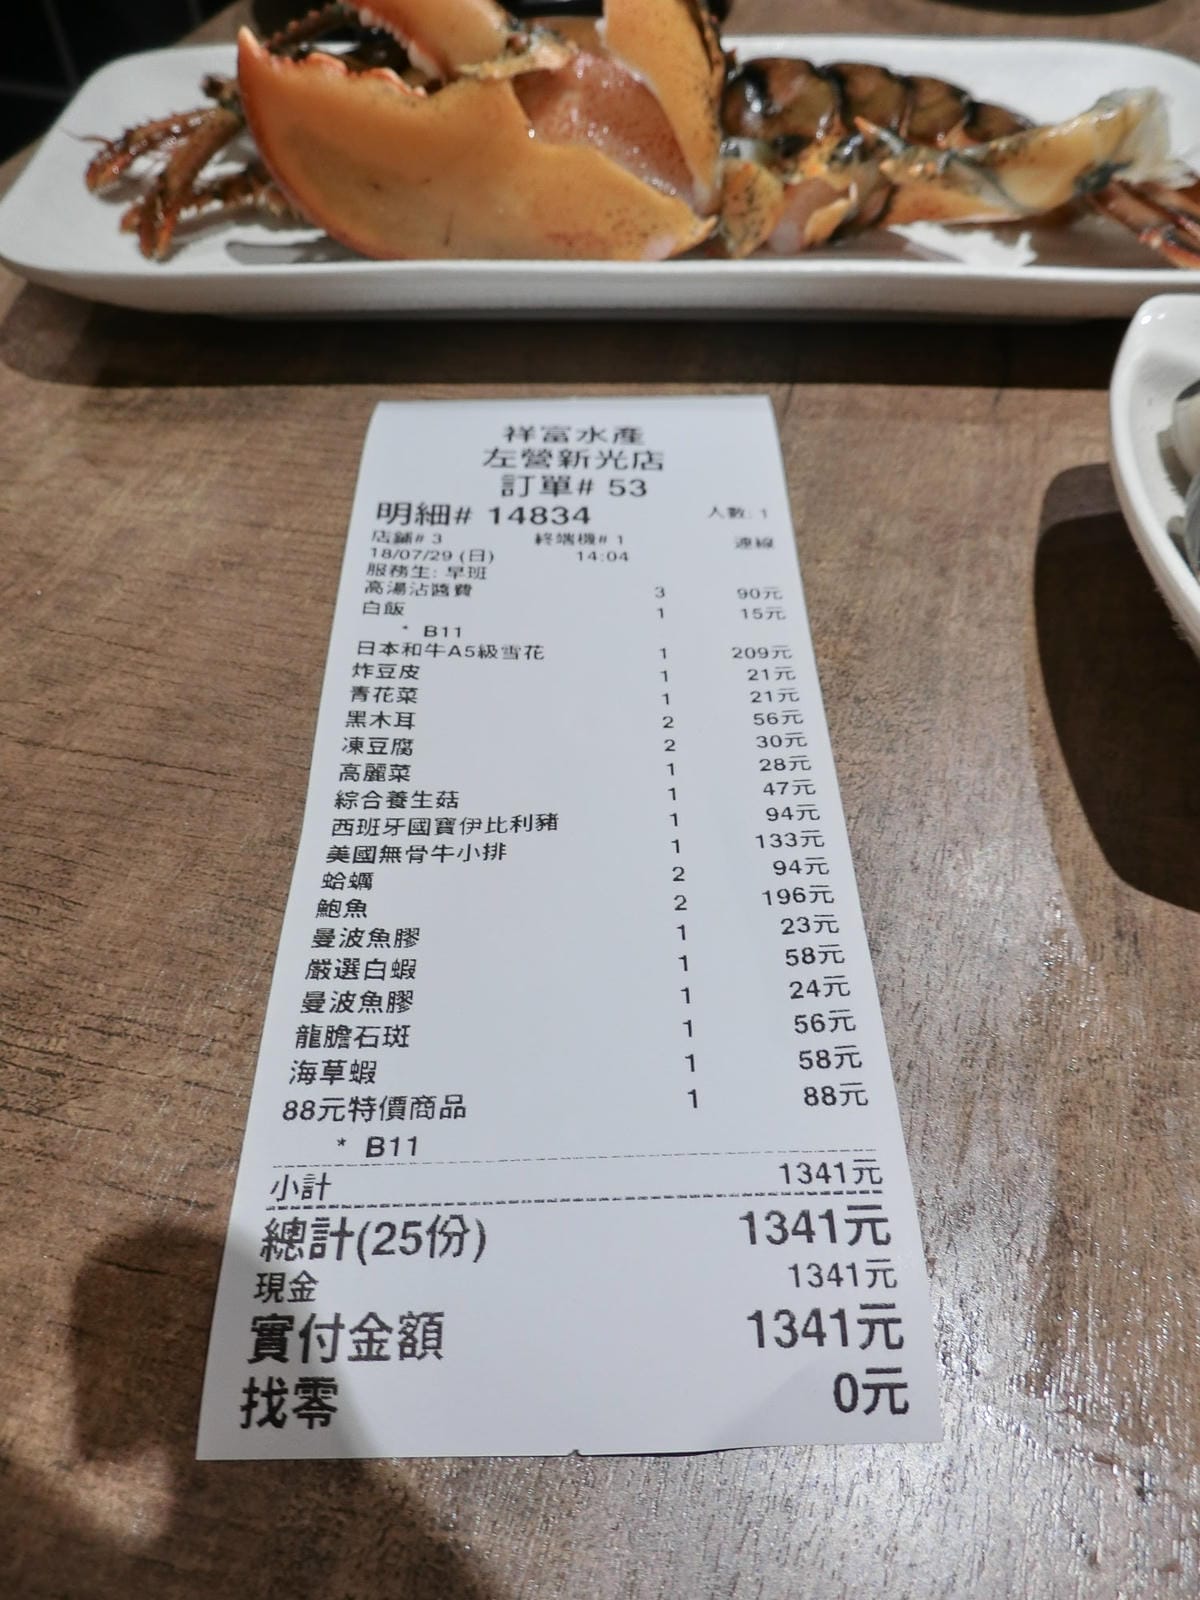 祥富水產
左營新光店
訂單# 53
明細# 14834 人數: 1
店鋪# 3 終端機# 1 連線
18/07/29 (日) 14:04
服務生: 早班
高湯沾醬費 3 90元
白飯 1 15元
* B11
日本和牛A5級雪花 1 209元
炸豆皮 1 21元
青花菜 1 21元
黑木耳 2 56元
凍豆腐 2 30元
高麗菜 1 28元
綜合養生菇 1 47元
西班牙國寶伊比利豬 1 94元
美國無骨牛小排 1 133元
蛤蠣 2 94元
鮑魚 2 196元
曼波魚膠 1 23元
嚴選白蝦 1 58元
曼波魚膠 1 24元
龍膽石斑 1 56元
海草蝦 1 58元
88元特價商品 1 88元
* B11
小計 1341元
總計(25份) 1341元
現金 1341元
實付金額 1341元
找零 0元